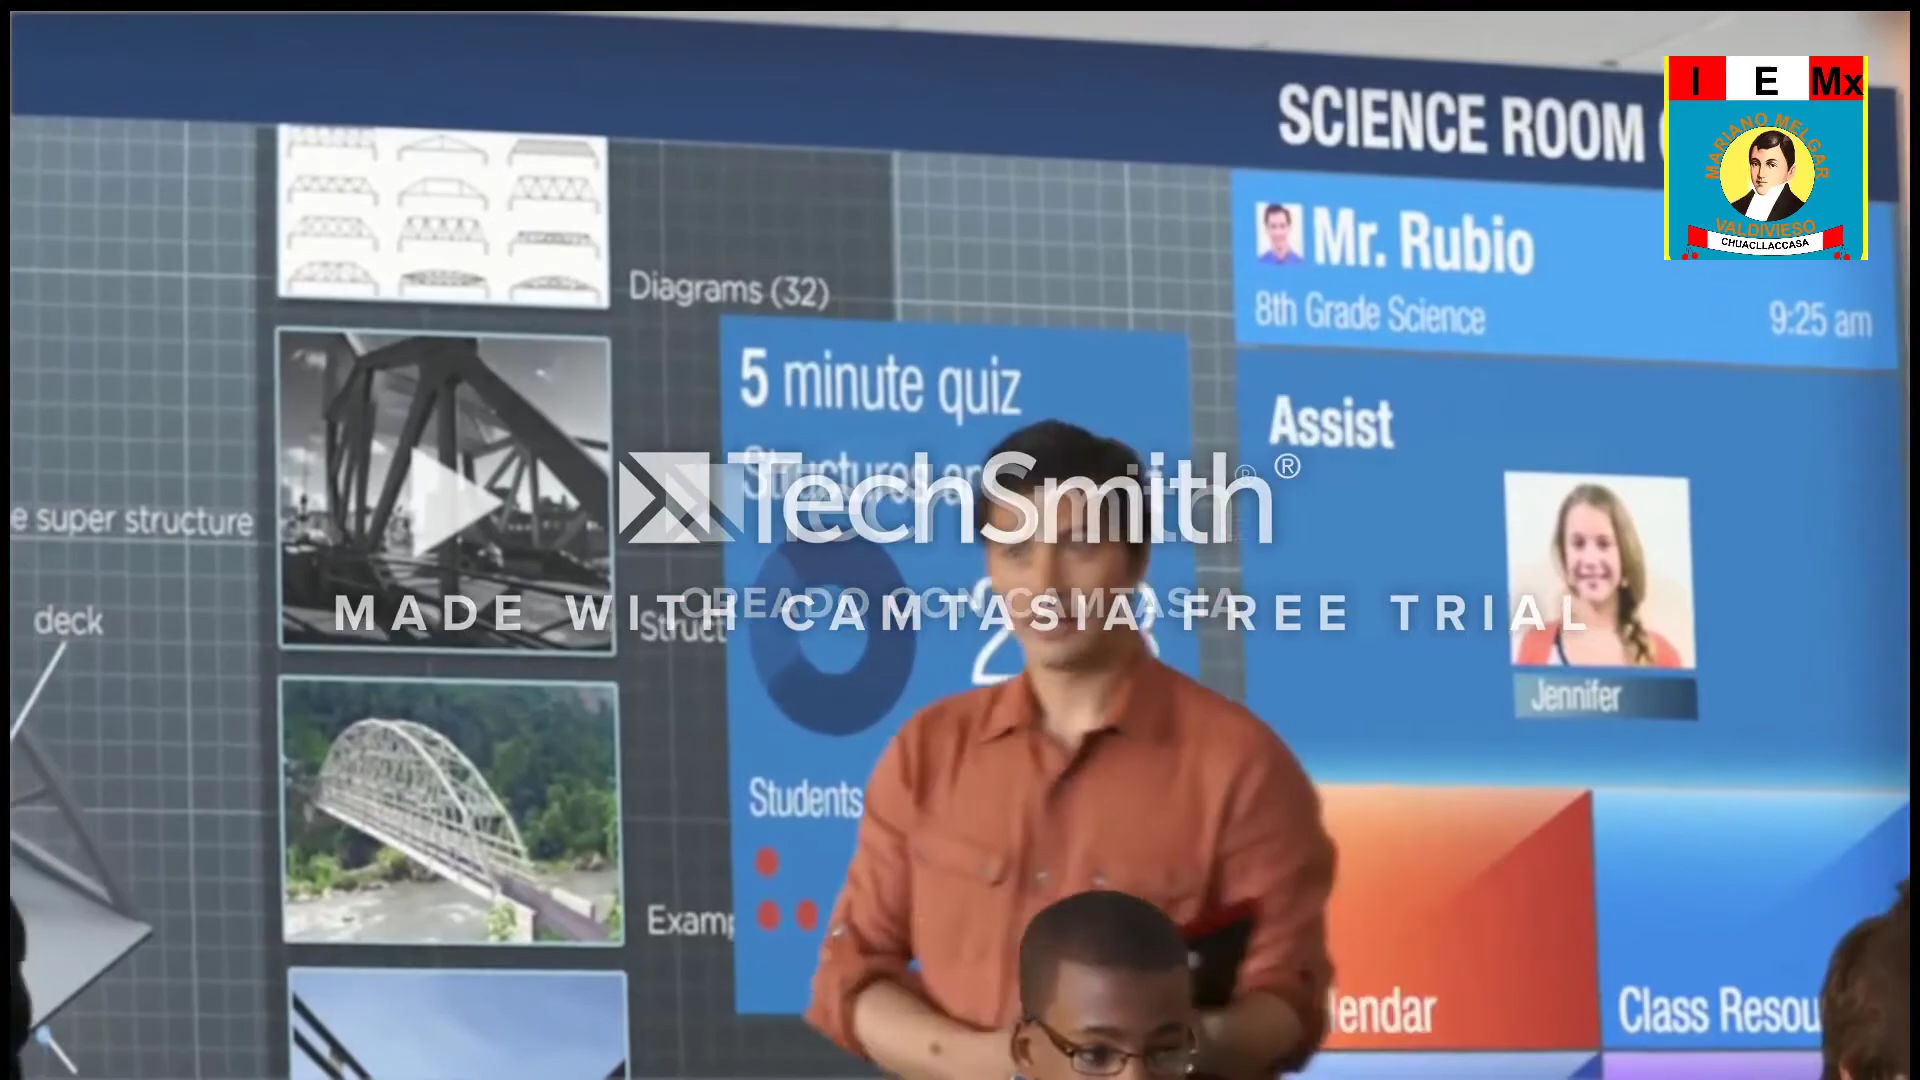 SCIENCE ROOM
I E Mx
MARIANO MELGAR
VALDIVIESO
CHUACLLACCASA
Mr. Rubio
8th Grade Science
9:25 am
Diagrams (32)
5 minute quiz
Structures
Assist
TechSmith®
e super structure
CREADO CON CAMTASIA
MADE WITH CAMTASIA FREE TRIAL
Struct
deck
Jennifer
Students
Examp
lendar
Class Resou